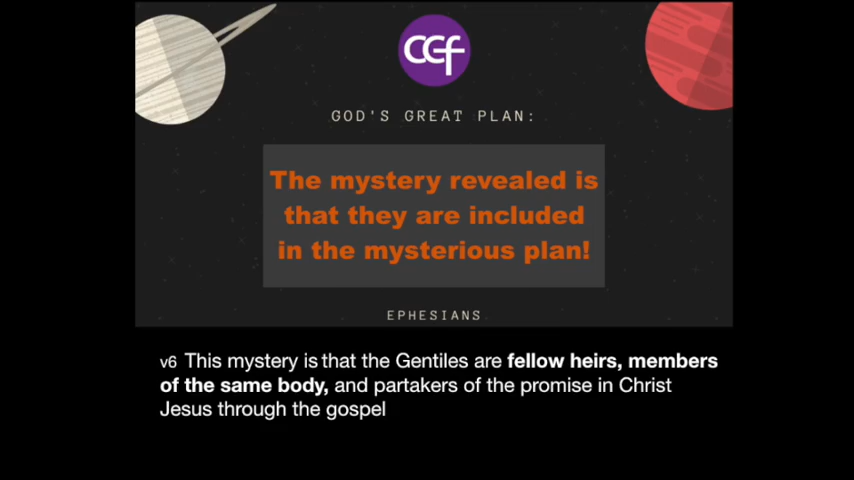 CCf
GOD'S GREAT PLAN:
The mystery revealed is
that they are included
in the mysterious plan!
EPHESIANS
v6 This mystery is that the Gentiles are fellow heirs, members
of the same body, and partakers of the promise in Christ
Jesus through the gospel